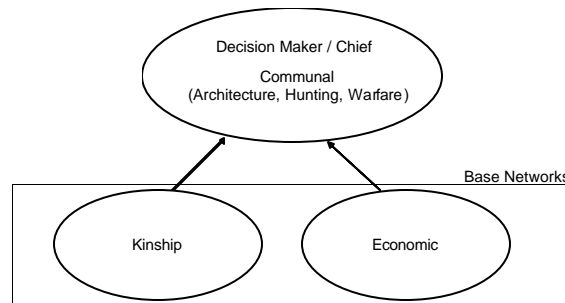 Decision Maker / Chief
Communal
(Architecture, Hunting, Warfare)
Base Networks
Kinship
Economic